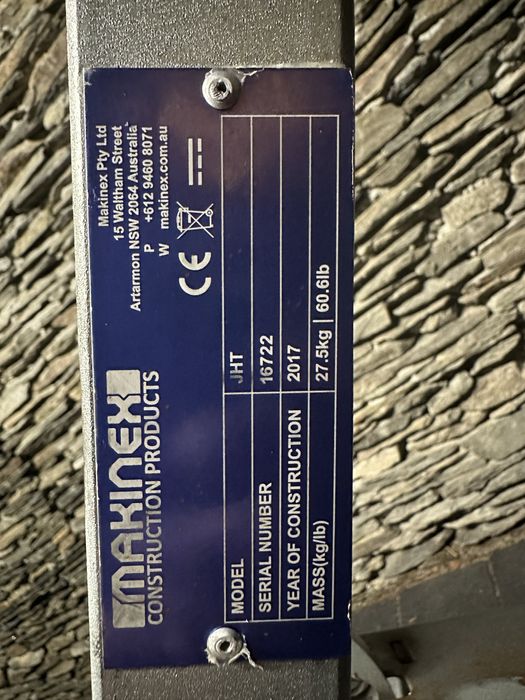 MAKINEX
CONSTRUCTION PRODUCTS
Makinex Pty Ltd
15 Waltham Street
Artarmon NSW 2064 Australia
P +612 9460 8071
W makinex.com.au
CE
MODEL JHT
SERIAL NUMBER 16722
YEAR OF CONSTRUCTION 2017
MASS(kg/lb) 27.5kg | 60.6lb